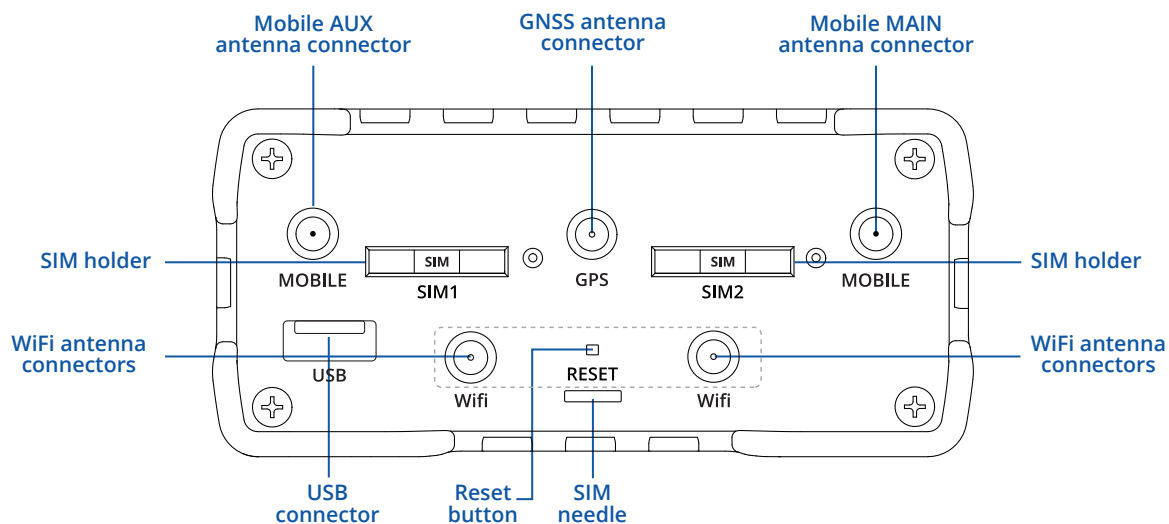 Mobile AUX
antenna connector
GNSS antenna
connector
Mobile MAIN
antenna connector
SIM holder
SIM
SIM
SIM holder
MOBILE
SIM1
GPS
SIM2
MOBILE
WiFi antenna
connectors
WiFi antenna
connectors
USB
RESET
Wifi
Wifi
USB
connector
Reset
button
SIM
needle